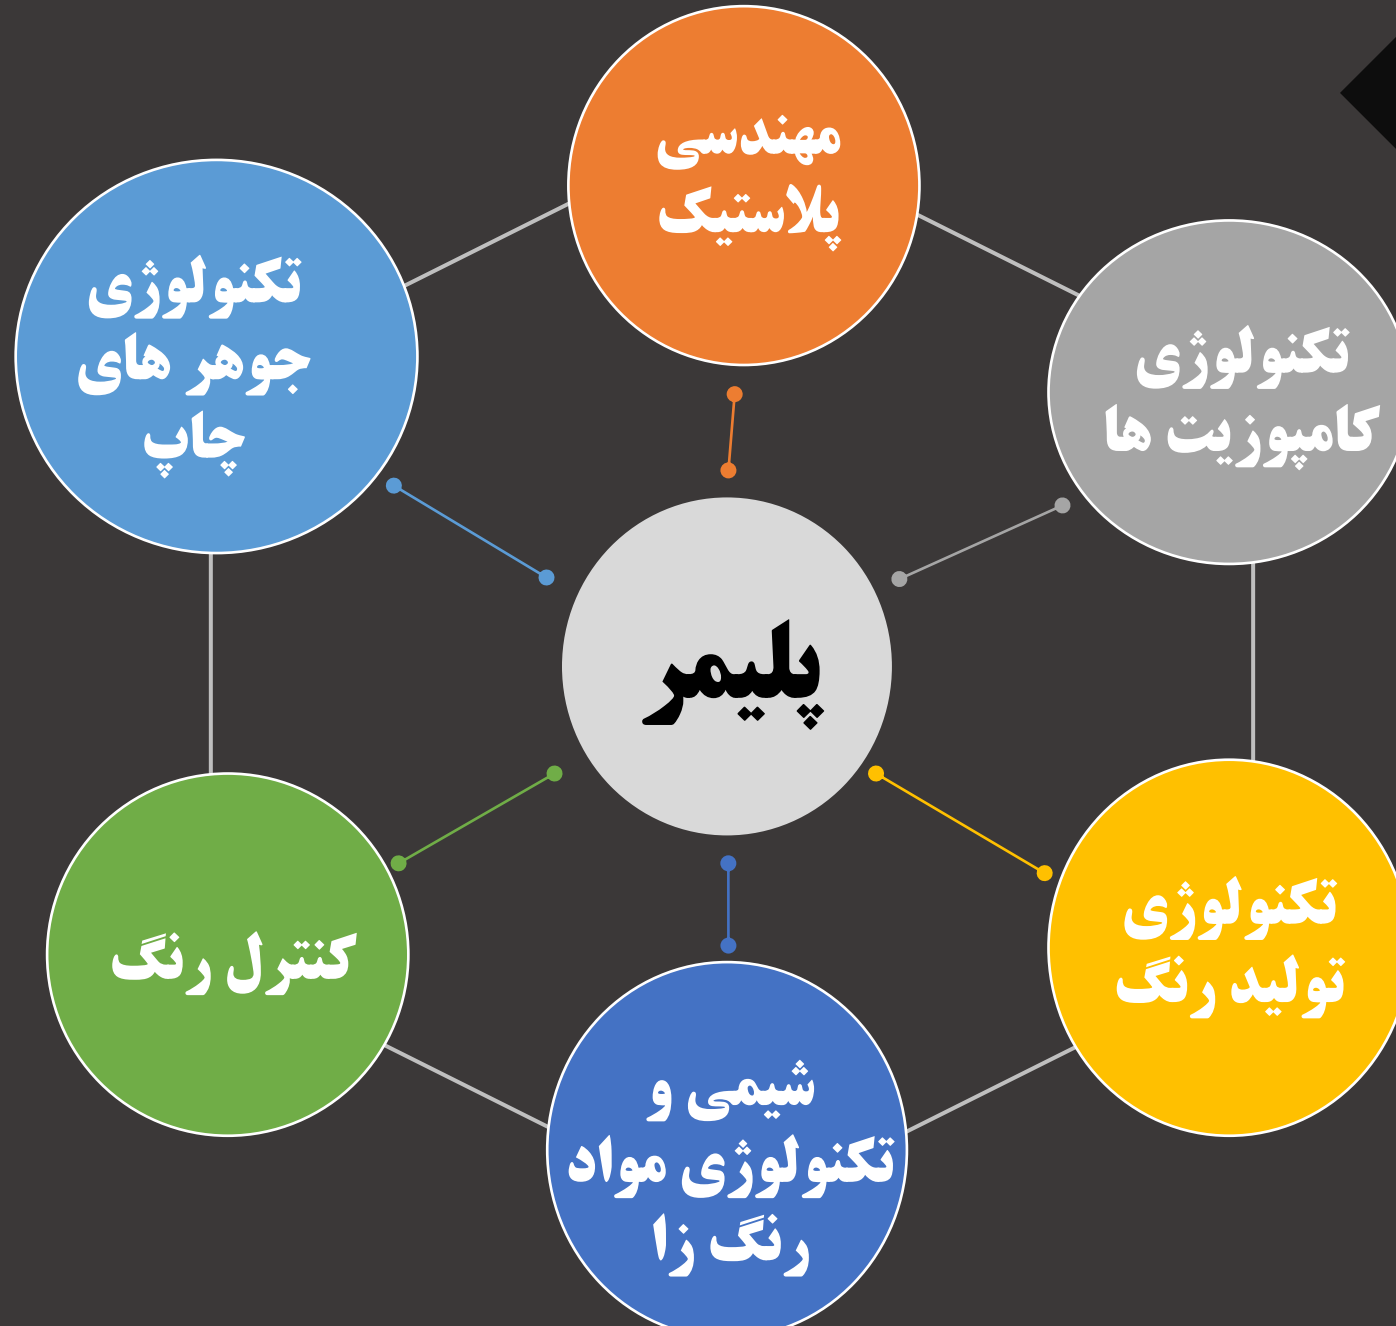 مهندسی
پلاستیک
تکنولوژی
کامپوزیت ها
تکنولوژی
جوهر های
چاپ
پلیمر
تکنولوژی
تولید رنگ
کنترل رنگ
شیمی و
تکنولوژی مواد
رنگ زا